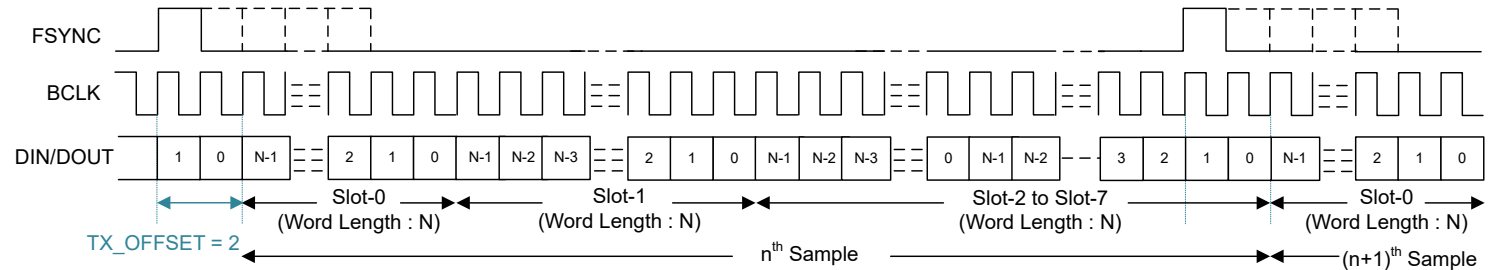 FSYNC
BCLK
DIN/DOUT 1 0 N-1 2 1 0 N-1 N-2 N-3 2 1 0 N-1 N-2 N-3 0 N-1 N-2 3 2 1 0 N-1 2 1 0
Slot-0 Slot-1 Slot-2 to Slot-7 Slot-0
(Word Length : N) (Word Length : N) (Word Length : N) (Word Length : N)
TX_OFFSET = 2 nth Sample (n+1)th Sample